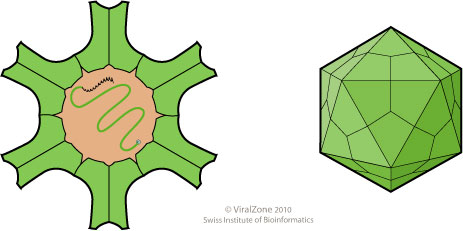 © ViralZone 2010
Swiss Institute of Bioinformatics